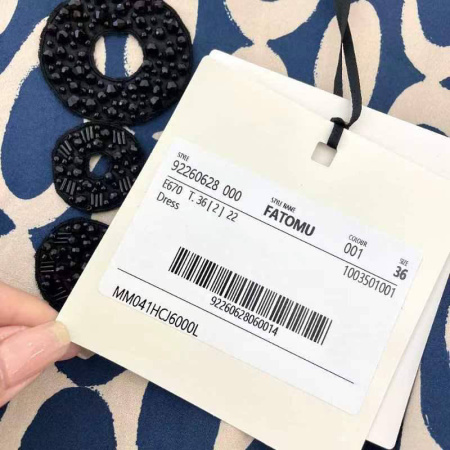 STYLE STYLE NAME COLOUR SIZE
92260628 000 FATOMU 001 36
E670 T. 36 [ 2 ] 22 1003501001
Dress
92260628060014
MM041HCJ6000L